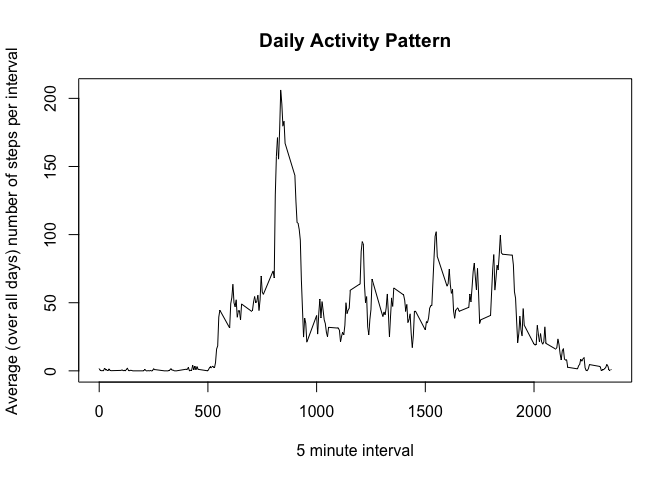 Daily Activity Pattern
Average (over all days) number of steps per interval
200
150
100
50
0
0 500 1000 1500 2000
5 minute interval